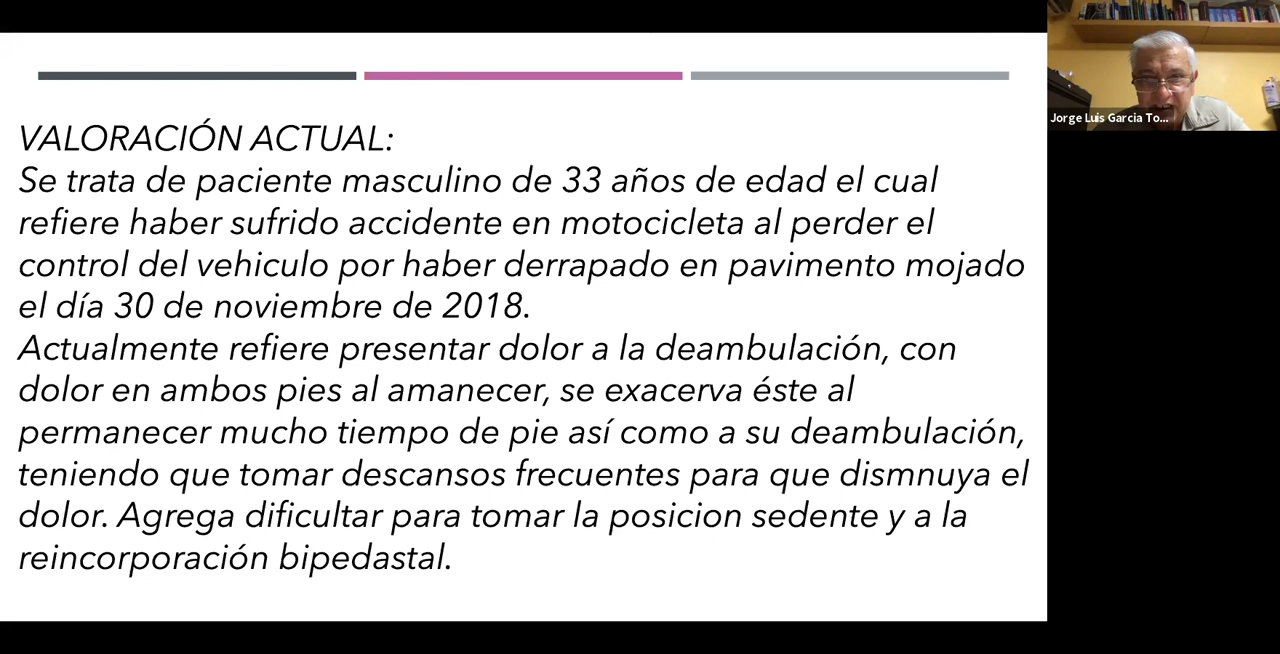 VALORACIÓN ACTUAL:
Se trata de paciente masculino de 33 años de edad el cual
refiere haber sufrido accidente en motocicleta al perder el
control del vehiculo por haber derrapado en pavimento mojado
el día 30 de noviembre de 2018.
Actualmente refiere presentar dolor a la deambulación, con
dolor en ambos pies al amanecer, se exacerva éste al
permanecer mucho tiempo de pie así como a su deambulación,
teniendo que tomar descansos frecuentes para que dismnuya el
dolor. Agrega dificultar para tomar la posicion sedente y a la
reincorporación bipedastal.
Jorge Luis Garcia To...